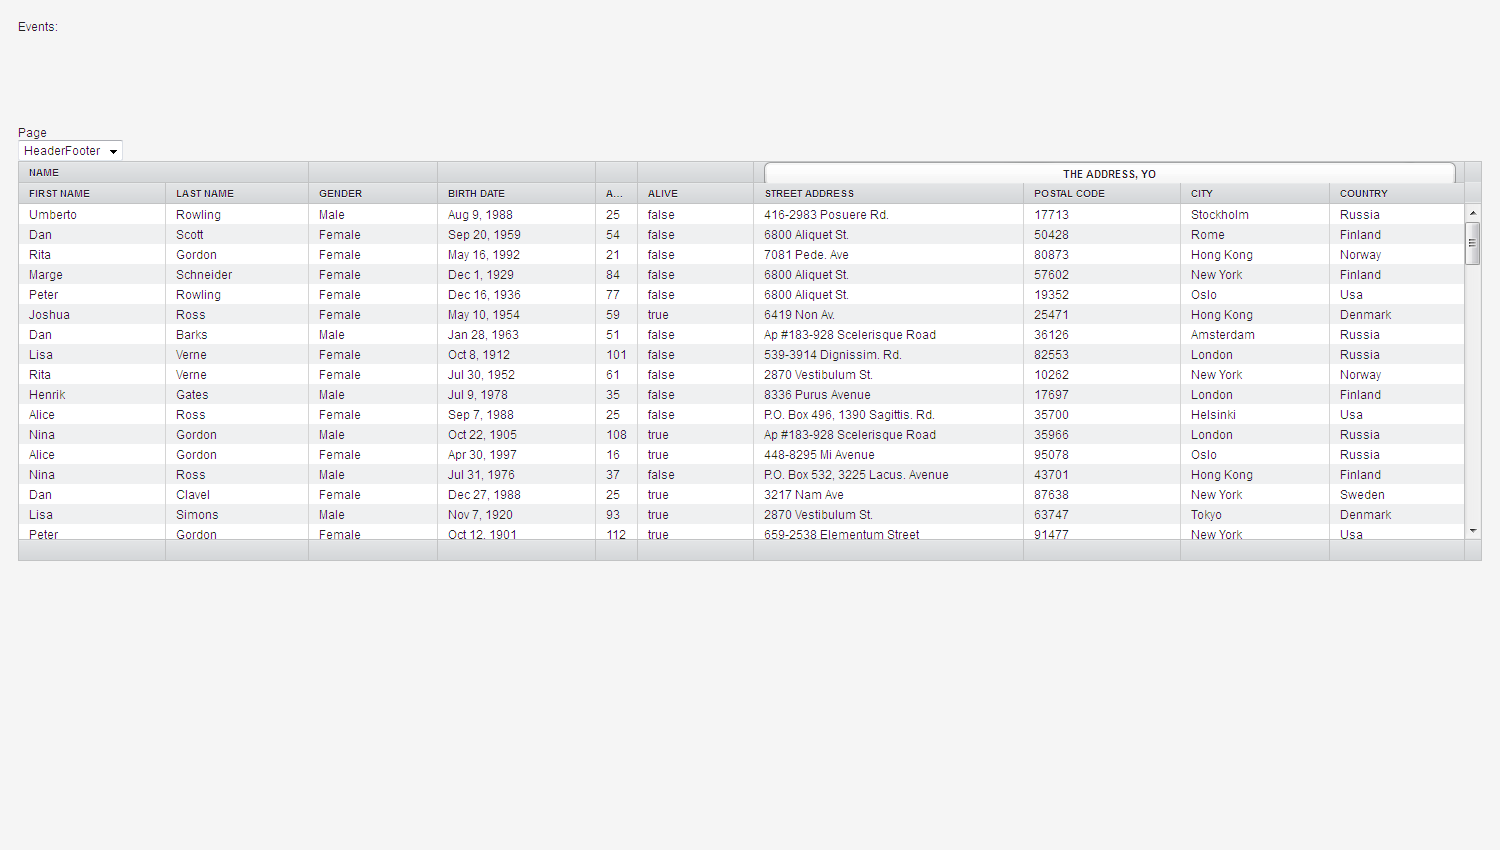 Events:
Page
HeaderFooter
NAME THE ADDRESS, YO
FIRST NAME LAST NAME GENDER BIRTH DATE A... ALIVE STREET ADDRESS POSTAL CODE CITY COUNTRY
Umberto Rowling Male Aug 9, 1988 25 false 416-2983 Posuere Rd. 17713 Stockholm Russia
Dan Scott Female Sep 20, 1959 54 false 6800 Aliquet St. 50428 Rome Finland
Rita Gordon Female May 16, 1992 21 false 7081 Pede. Ave 80873 Hong Kong Norway
Marge Schneider Female Dec 1, 1929 84 false 6800 Aliquet St. 57602 New York Finland
Peter Rowling Female Dec 16, 1936 77 false 6800 Aliquet St. 19352 Oslo Usa
Joshua Ross Female May 10, 1954 59 true 6419 Non Av. 25471 Hong Kong Denmark
Dan Barks Male Jan 28, 1963 51 false Ap #183-928 Scelerisque Road 36126 Amsterdam Russia
Lisa Verne Female Oct 8, 1912 101 false 539-3914 Dignissim. Rd. 82553 London Russia
Rita Verne Female Jul 30, 1952 61 false 2870 Vestibulum St. 10262 New York Norway
Henrik Gates Male Jul 9, 1978 35 false 8336 Purus Avenue 17697 London Finland
Alice Ross Female Sep 7, 1988 25 false P.O. Box 496, 1390 Sagittis. Rd. 35700 Helsinki Usa
Nina Gordon Male Oct 22, 1905 108 true Ap #183-928 Scelerisque Road 35966 London Russia
Alice Gordon Female Apr 30, 1997 16 true 448-8295 Mi Avenue 95078 Oslo Russia
Nina Ross Male Jul 31, 1976 37 false P.O. Box 532, 3225 Lacus. Avenue 43701 Hong Kong Finland
Dan Clavel Female Dec 27, 1988 25 true 3217 Nam Ave 87638 New York Sweden
Lisa Simons Male Nov 7, 1920 93 true 2870 Vestibulum St. 63747 Tokyo Denmark
Peter Gordon Female Oct 12, 1901 112 true 659-2538 Elementum Street 91477 New York Usa